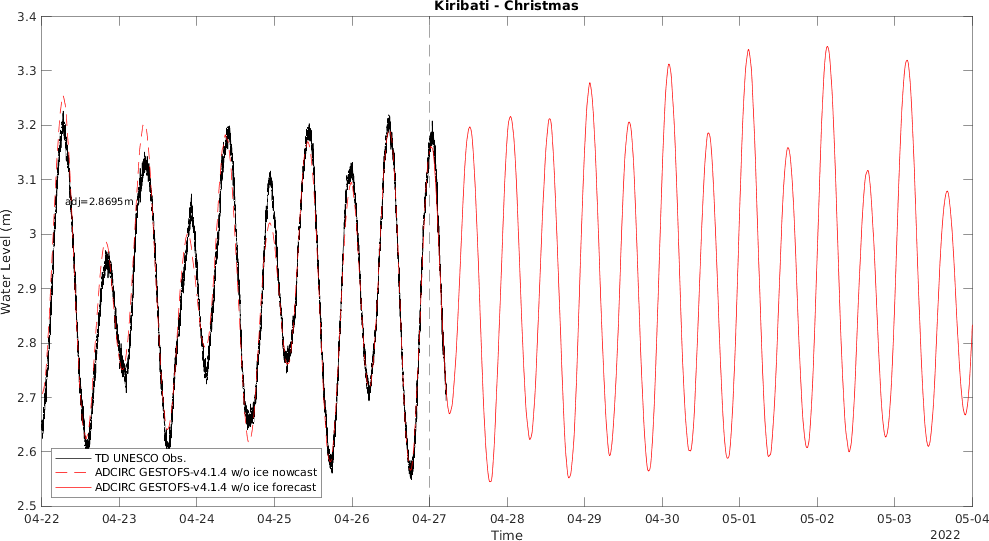 Kiribati - Christmas
3.4
3.3
3.2
3.1
3
2.9
2.8
2.7
2.6
2.5
Water Level (m)
adj=2.8695m
TD UNESCO Obs.
ADCIRC GESTOFS-v4.1.4 w/o ice nowcast
ADCIRC GESTOFS-v4.1.4 w/o ice forecast
04-22 04-23 04-24 04-25 04-26 04-27 04-28 04-29 04-30 05-01 05-02 05-03 05-04
Time
2022